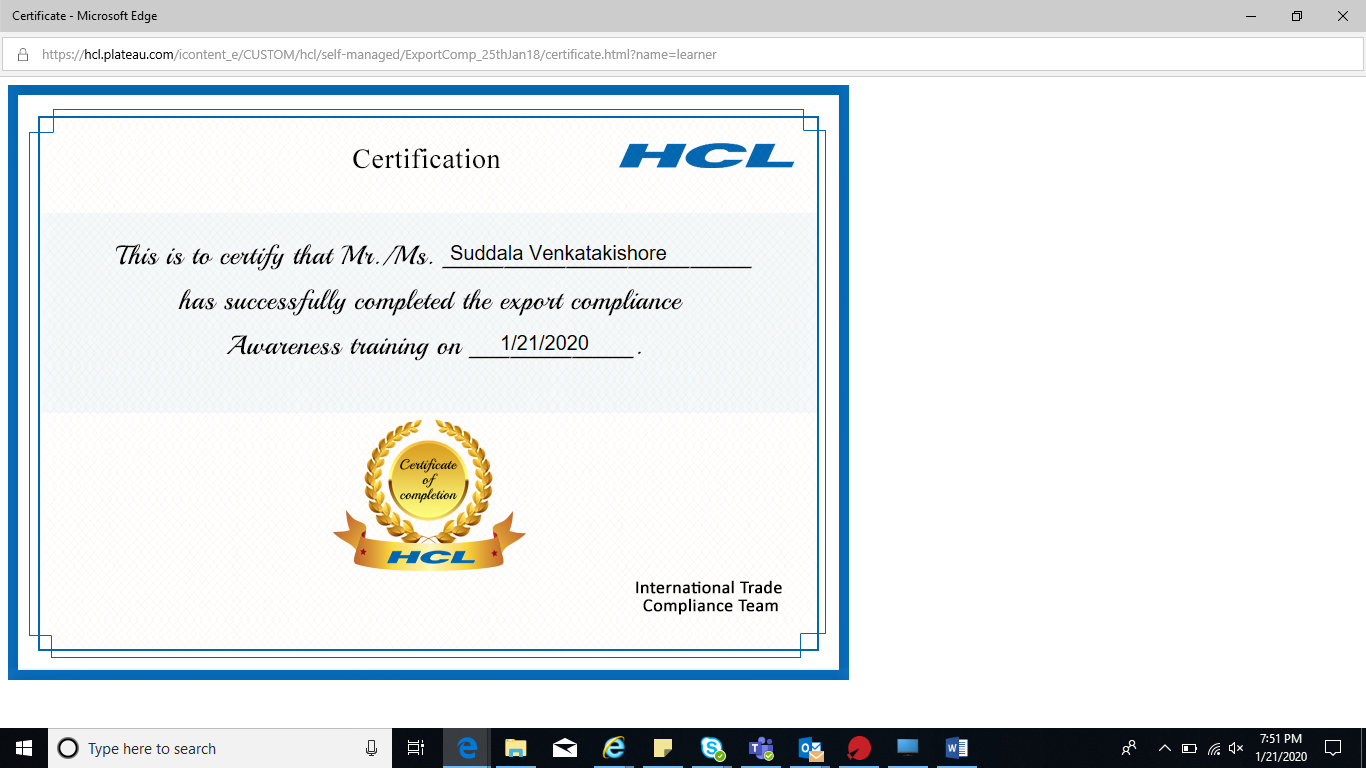 Certificate - Microsoft Edge
https://hcl.plateau.com/icontent_e/CUSTOM/hcl/self-managed/ExportComp_25thJan18/certificate.html?name=learner
Certification
HCL
This is to certify that Mr./Ms. Suddala Venkatakishore
has successfully completed the export compliance
Awareness training on 1/21/2020.
Certificate
of
completion
HCL
International Trade
Compliance Team
Type here to search
7:51 PM
1/21/2020